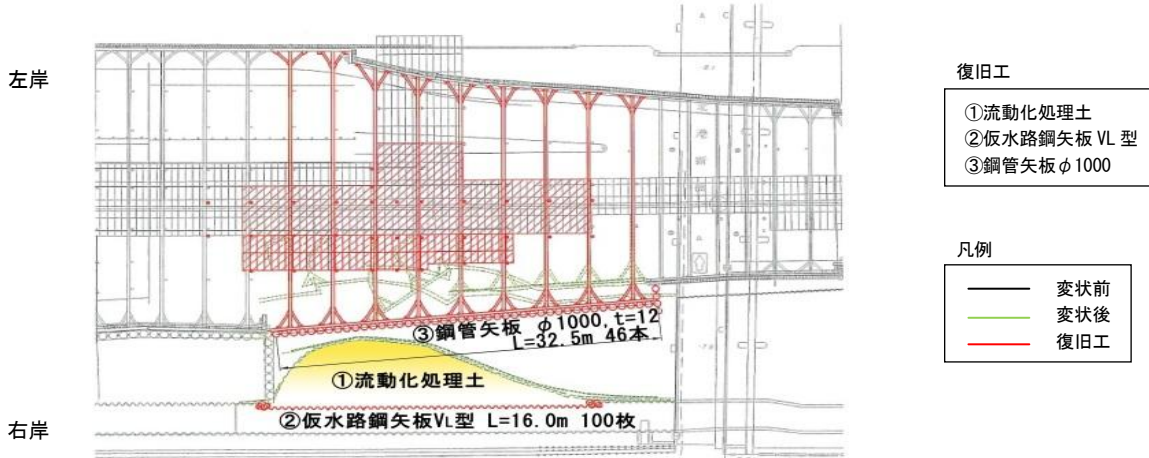 左岸
右岸
③鋼管矢板 φ1000,t=12
L=32.5m 46本
①流動化処理土
②仮水路鋼矢板VL型 L=16.0m 100枚
復旧工
①流動化処理土
②仮水路鋼矢板 VL 型
③鋼管矢板φ1000
凡例
変状前
変状後
復旧工